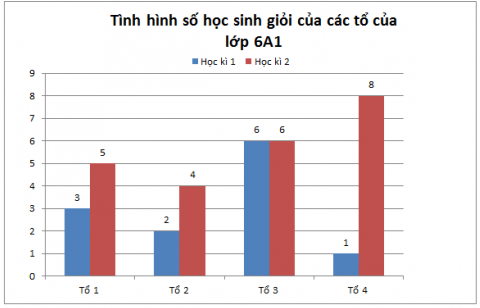 Tình hình số học sinh giỏi của các tổ của
lớp 6A1
Học kì 1 Học kì 2
9
8
7
6
5
4
3
2
1
0
3 5 2 4 6 6 1 8
Tổ 1 Tổ 2 Tổ 3 Tổ 4